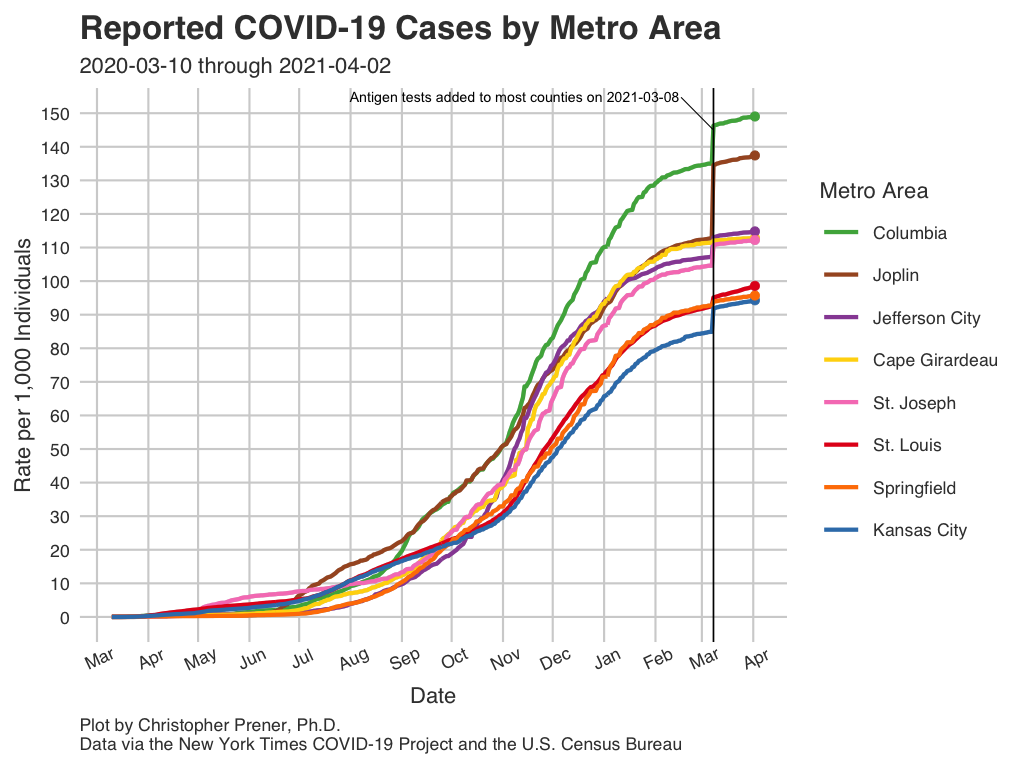 Reported COVID-19 Cases by Metro Area
2020-03-10 through 2021-04-02
Antigen tests added to most counties on 2021-03-08
150
140
130
120
110
100
90
80
70
60
50
40
30
20
10
0
Rate per 1,000 Individuals
Mar Apr May Jun Jul Aug Sep Oct Nov Dec Jan Feb Mar Apr
Date
Metro Area
Columbia
Joplin
Jefferson City
Cape Girardeau
St. Joseph
St. Louis
Springfield
Kansas City
Plot by Christopher Prener, Ph.D.
Data via the New York Times COVID-19 Project and the U.S. Census Bureau